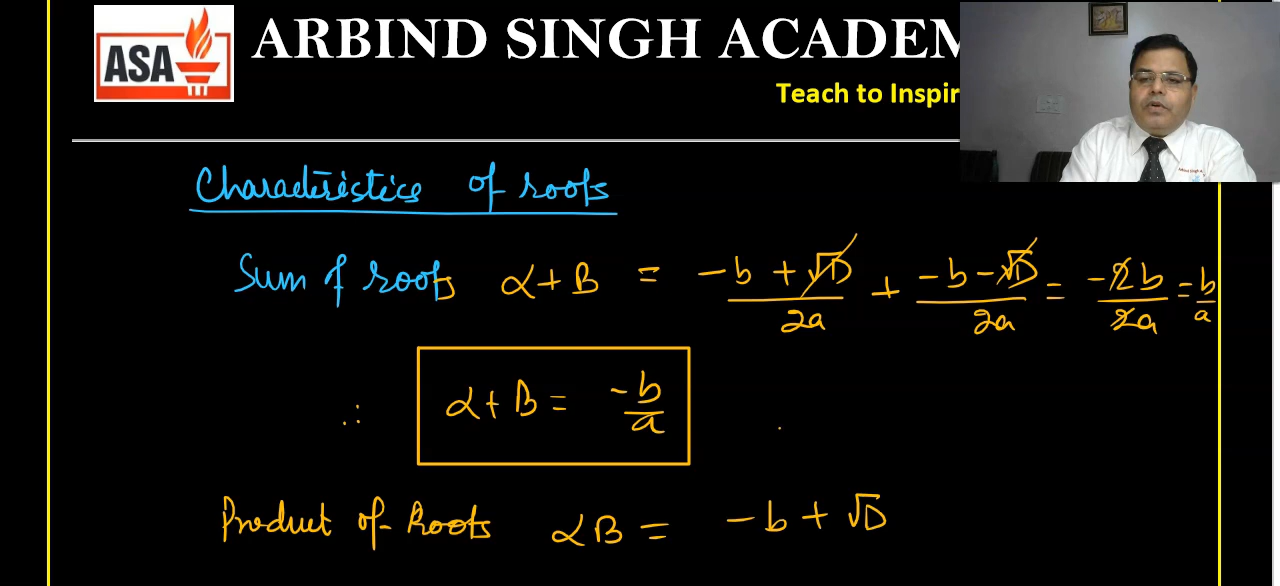 ASA
ARBIND SINGH ACADEM
Teach to Inspir
Characteristics of roots
Sum of roots α+B = -b + √D / 2a + -b - √D / 2a = -2b / 2a = b / a
∴ α+B = -b / a
Product of Roots αB = -b + √D